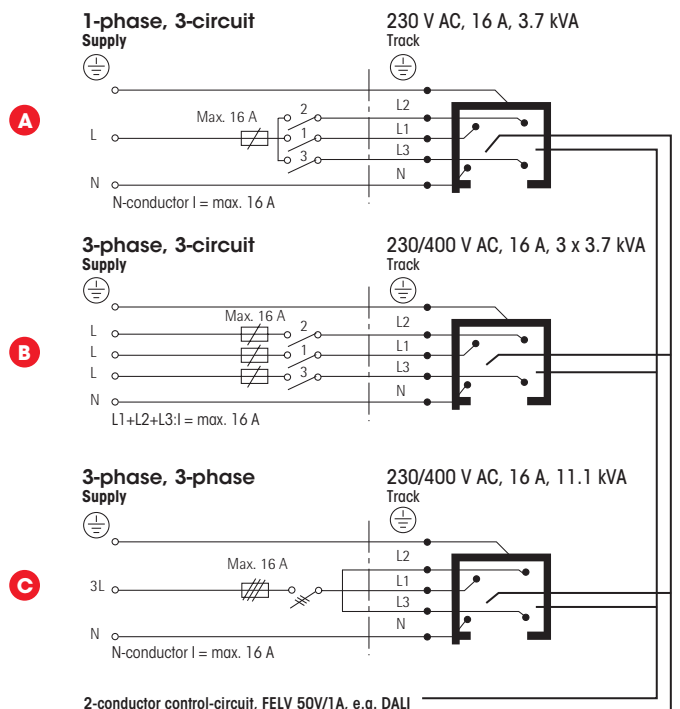 1-phase, 3-circuit
230 V AC, 16 A, 3.7 kVA
Supply
Track
A
Max. 16 A
2
L2
L
1
L1
3
L3
N
N
N-conductor I = max. 16 A
3-phase, 3-circuit
230/400 V AC, 16 A, 3 x 3.7 kVA
Supply
Track
B
Max. 16 A
L
2
L2
L
1
L1
L
3
L3
N
N
L1+L2+L3:I = max. 16 A
3-phase, 3-phase
230/400 V AC, 16 A, 11.1 kVA
Supply
Track
C
Max. 16 A
L2
3L
L1
L3
N
N
N-conductor I = max. 16 A
2-conductor control-circuit, FELV 50V/1A, e.g. DALI